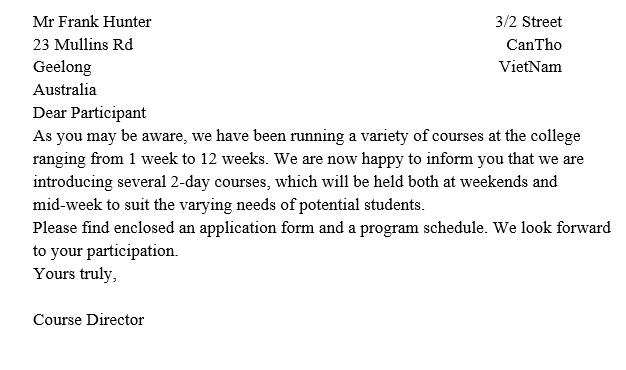 Mr Frank Hunter 3/2 Street
23 Mullins Rd CanTho
Geelong VietNam
Australia
Dear Participant
As you may be aware, we have been running a variety of courses at the college
ranging from 1 week to 12 weeks. We are now happy to inform you that we are
introducing several 2-day courses, which will be held both at weekends and
mid-week to suit the varying needs of potential students.
Please find enclosed an application form and a program schedule. We look forward
to your participation.
Yours truly,
Course Director